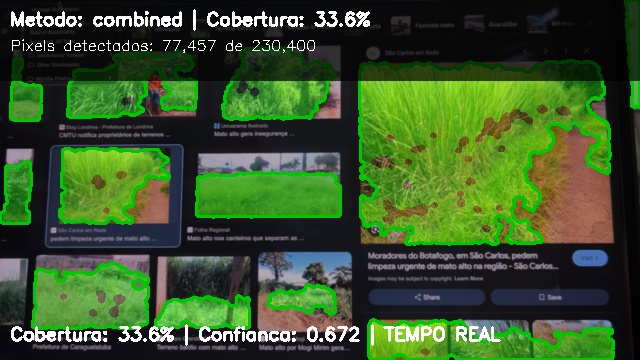 Metodo: combined | Cobertura: 33.6%
Pixels detectados: 77,457 de 230,400
Fazenda mato
Guarantãs
São Carlos em Rede
Blog Londrina - Prefeitura de Londrina
CMTU notifica proprietários de terrenos ...
Umuarama Ilustrado
Mato alto gera insegurança ...
São Carlos em Rede
pedem limpeza urgente de mato alto ...
Folha Regional
Mato alto nos canteiros que separam as ...
Moradores do Botafogo, em São Carlos, pedem
limpeza urgente de mato alto na região - São Carlos...
Images may be subject to copyright. Learn More
Visit >
Share
Save
Prefeitura de Caraguatatuba
Terreno baldio com mato alto ...
Mato alto por Mogi Mirim gera...
Cobertura: 33.6% | Confianca: 0.672 | TEMPO REAL